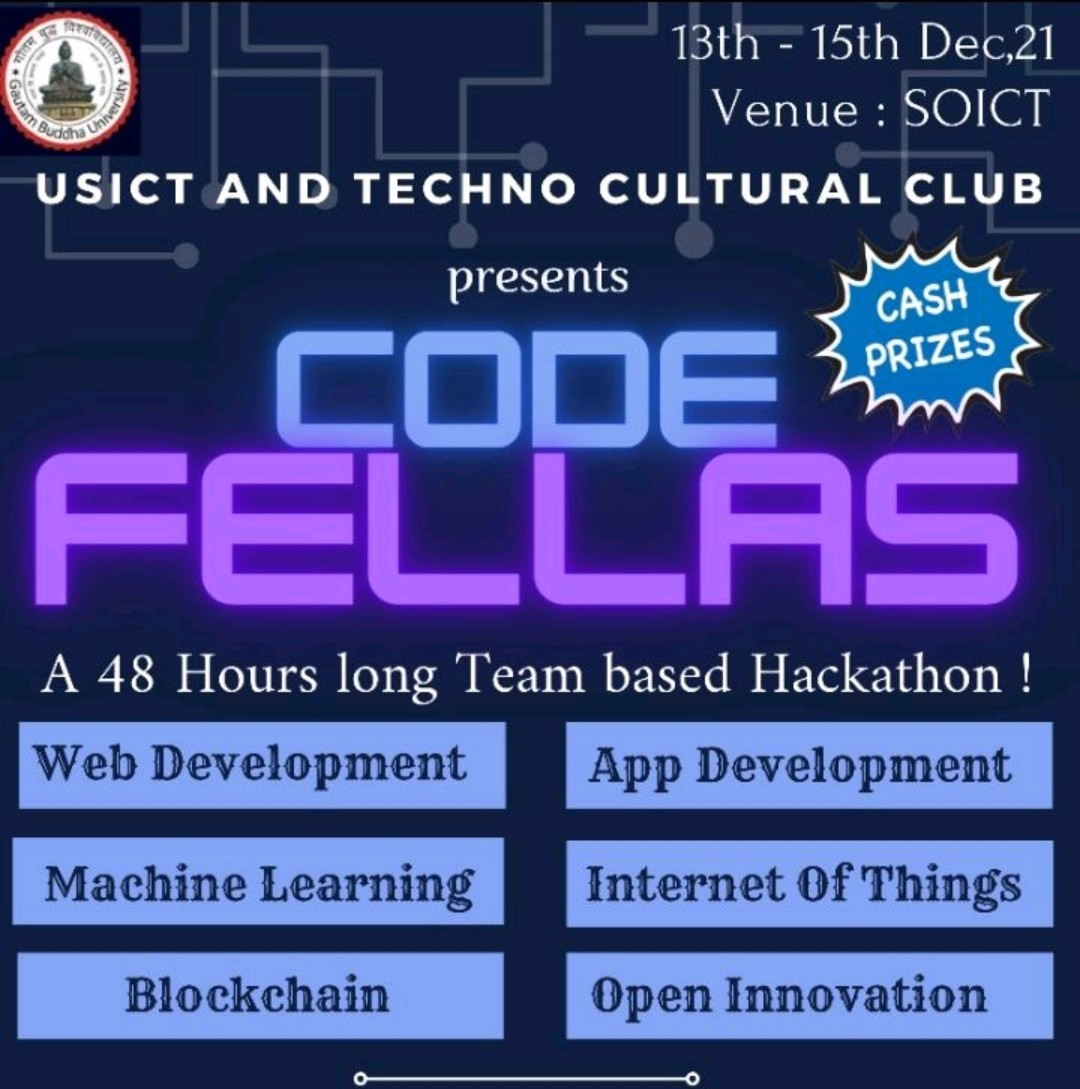 गौतम बुद्ध विश्वविद्यालय
Gautam Buddha University
13th - 15th Dec,21
Venue : SOICT
USICT AND TECHNO CULTURAL CLUB
presents
CASH
PRIZES
CODE
FELLAS
A 48 Hours long Team based Hackathon !
Web Development
App Development
Machine Learning
Internet Of Things
Blockchain
Open Innovation